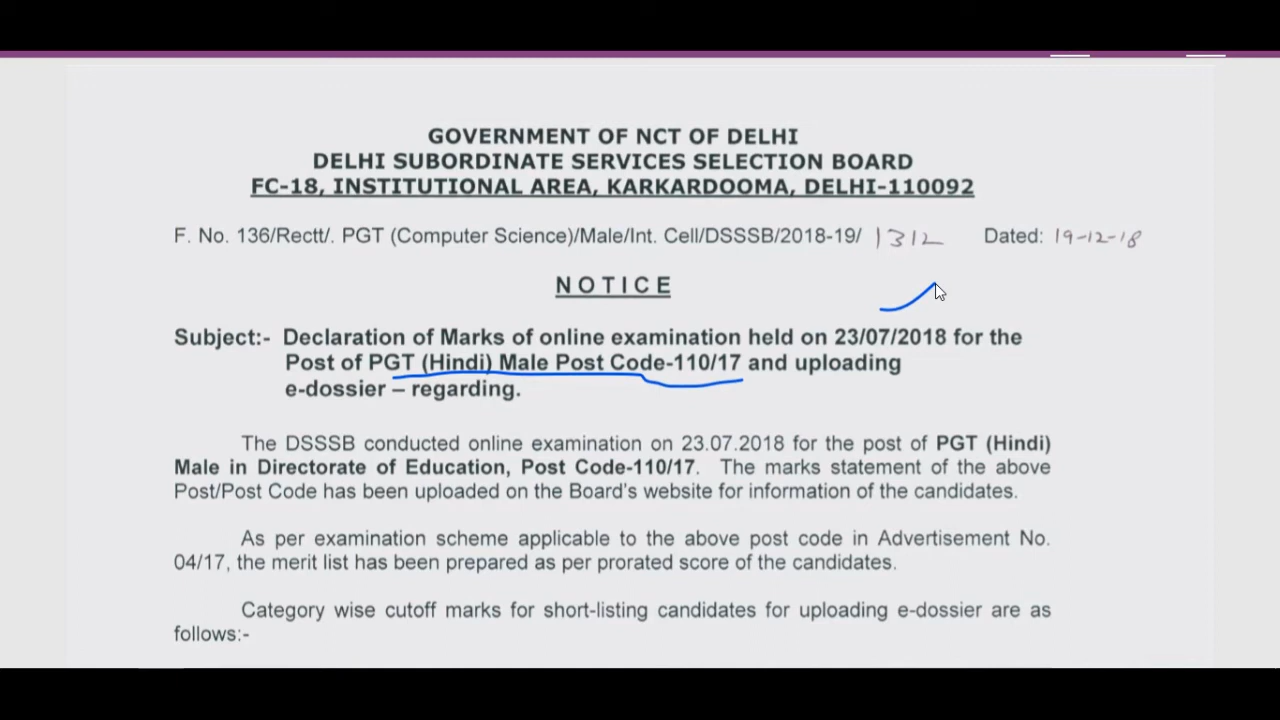 GOVERNMENT OF NCT OF DELHI
DELHI SUBORDINATE SERVICES SELECTION BOARD
FC-18, INSTITUTIONAL AREA, KARKARDOOMA, DELHI-110092
F. No. 136/Rectt/. PGT (Computer Science)/Male/Int. Cell/DSSSB/2018-19/ 1312 Dated: 19-12-18
NOTICE
Subject:- Declaration of Marks of online examination held on 23/07/2018 for the
Post of PGT (Hindi) Male Post Code-110/17 and uploading
e-dossier – regarding.
The DSSSB conducted online examination on 23.07.2018 for the post of PGT (Hindi)
Male in Directorate of Education, Post Code-110/17. The marks statement of the above
Post/Post Code has been uploaded on the Board's website for information of the candidates.
As per examination scheme applicable to the above post code in Advertisement No.
04/17, the merit list has been prepared as per prorated score of the candidates.
Category wise cutoff marks for short-listing candidates for uploading e-dossier are as
follows:-